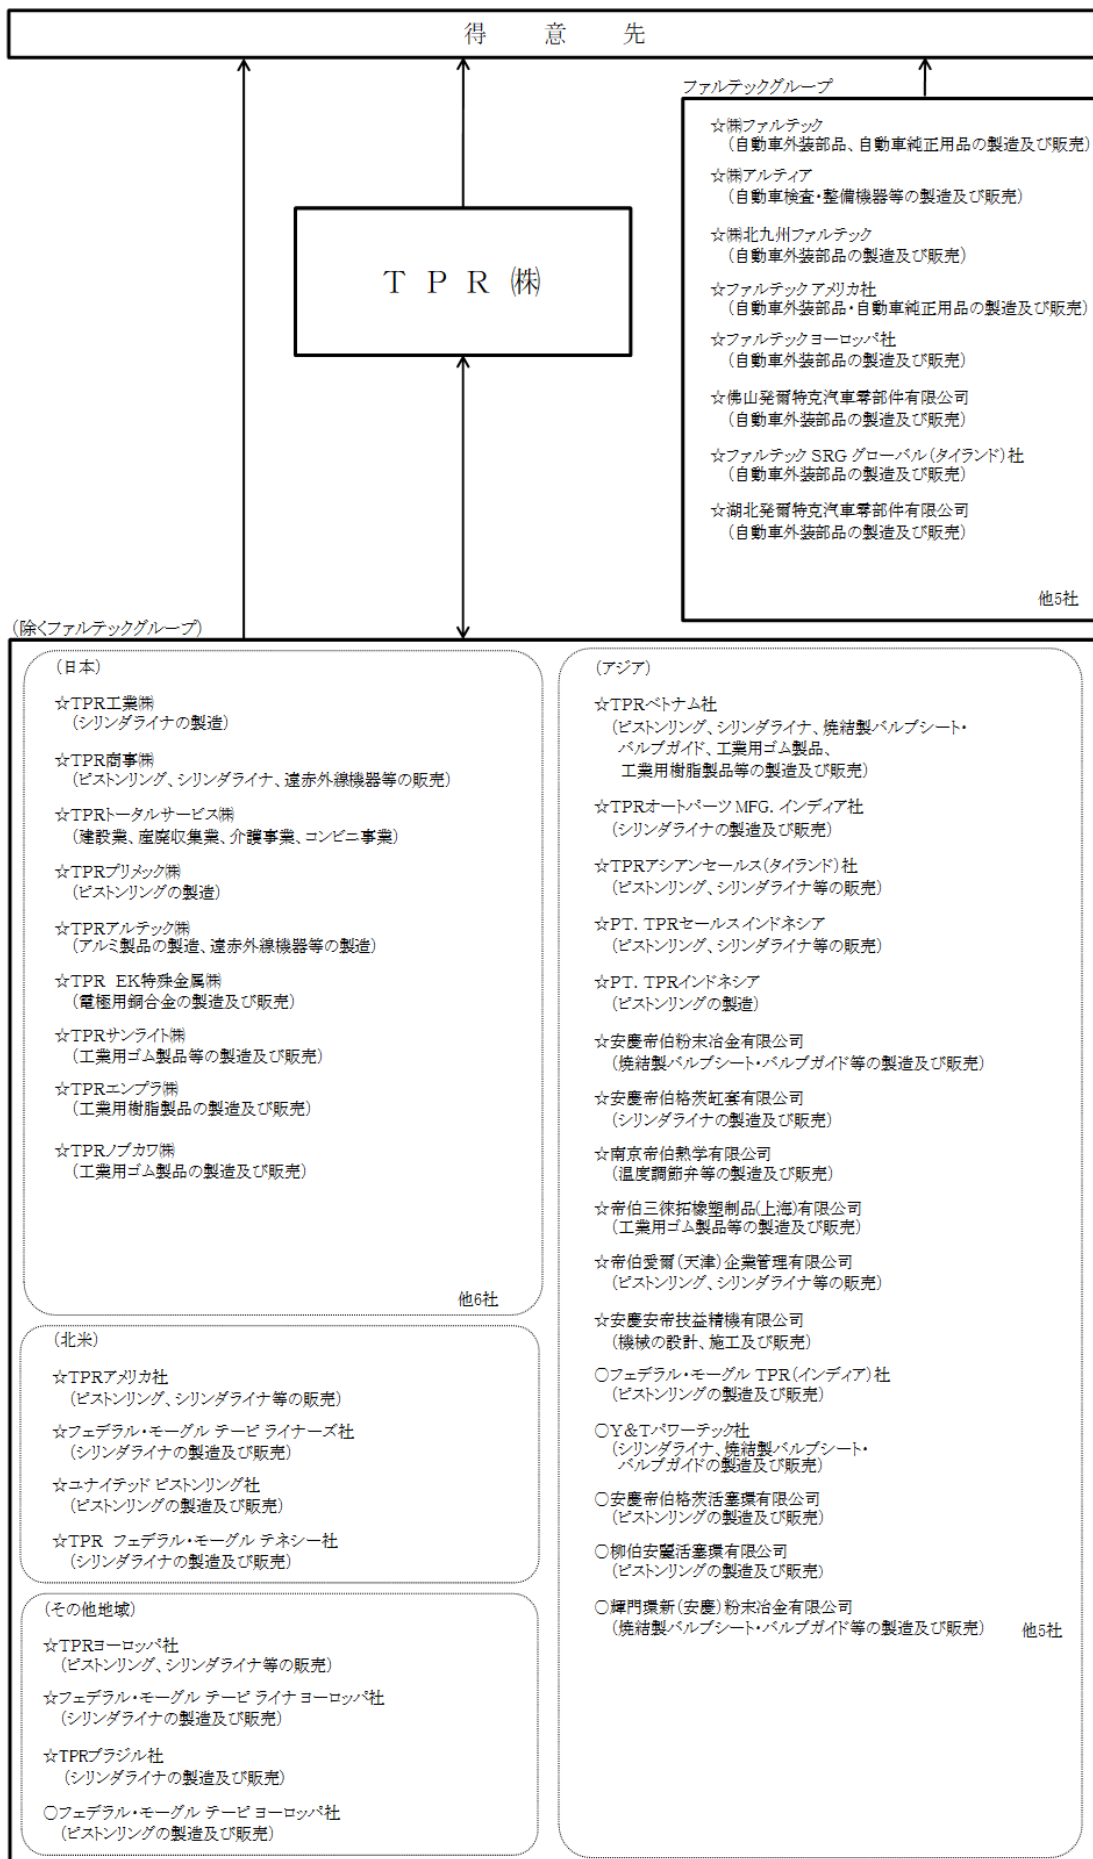 得意先
ファルテックグループ
☆㈱ファルテック
(自動車外装部品、自動車純正用品の製造及び販売)
☆㈱アルティア
(自動車検査・整備機器等の製造及び販売)
☆㈱北九州ファルテック
(自動車外装部品の製造及び販売)
☆ファルテック アメリカ社
(自動車外装部品・自動車純正用品の製造及び販売)
☆ファルテックヨーロッパ社
(自動車外装部品の製造及び販売)
☆佛山発爾特克汽車零部件有限公司
(自動車外装部品の製造及び販売)
☆ファルテック SRG グローバル(タイランド)社
(自動車外装部品の製造及び販売)
☆湖北発爾特克汽車零部件有限公司
(自動車外装部品の製造及び販売)
他5社
TPR㈱
(除くファルテックグループ)
(日本)
☆TPR工業㈱
(シリンダライナの製造)
☆TPR商事㈱
(ピストンリング、シリンダライナ、遠赤外線機器等の販売)
☆TPRトータルサービス㈱
(建設業、産廃収集業、介護事業、コンビニ事業)
☆TPRプリメック㈱
(ピストンリングの製造)
☆TPRアルテック㈱
(アルミ製品の製造、遠赤外線機器等の製造)
☆TPR EK特殊金属㈱
(電極用銅合金の製造及び販売)
☆TPRサンライト㈱
(工業用ゴム製品等の製造及び販売)
☆TPRエンプラ㈱
(工業用樹脂製品の製造及び販売)
☆TPRノブカワ㈱
(工業用ゴム製品の製造及び販売)
他6社
(北米)
☆TPRアメリカ社
(ピストンリング、シリンダライナ等の販売)
☆フェデラル・モーグル テーピ ライナーズ社
(シリンダライナの製造及び販売)
☆ユナイテッド ピストンリング社
(ピストンリングの製造及び販売)
☆TPR フェデラル・モーグル テネシー社
(シリンダライナの製造及び販売)
(その他地域)
☆TPRヨーロッパ社
(ピストンリング、シリンダライナ等の販売)
☆フェデラル・モーグル テーピ ライナ ヨーロッパ社
(シリンダライナの製造及び販売)
☆TPRブラジル社
(シリンダライナの製造及び販売)
○フェデラル・モーグル テーピ ヨーロッパ社
(ピストンリングの製造及び販売)
(アジア)
☆TPRベトナム社
(ピストンリング、シリンダライナ、焼結製バルブシート・
バルブガイド、工業用ゴム製品、
工業用樹脂製品等の製造及び販売)
☆TPRオートパーツ MFG. インディア社
(シリンダライナの製造及び販売)
☆TPRアシアンセールス(タイランド)社
(ピストンリング、シリンダライナ等の販売)
☆PT. TPRセールスインドネシア
(ピストンリング、シリンダライナ等の販売)
☆PT. TPRインドネシア
(ピストンリングの製造)
☆安慶帝伯粉末冶金有限公司
(焼結製バルブシート・バルブガイド等の製造及び販売)
☆安慶帝伯格茨缸套有限公司
(シリンダライナの製造及び販売)
☆南京帝伯熱学有限公司
(温度調節弁等の製造及び販売)
☆帝伯三徠拓橡塑制品(上海)有限公司
(工業用ゴム製品等の製造及び販売)
☆帝伯愛爾(天津)企業管理有限公司
(ピストンリング、シリンダライナ等の販売)
☆安慶安帝技益精機有限公司
(機械の設計、施工及び販売)
○フェデラル・モーグル TPR(インディア)社
(ピストンリングの製造及び販売)
○Y&Tパワーテック社
(シリンダライナ、焼結製バルブシート・
バルブガイドの製造及び販売)
○安慶帝伯格茨活塞環有限公司
(ピストンリングの製造及び販売)
○柳伯安麗活塞環有限公司
(ピストンリングの製造及び販売)
○輝門環新(安慶)粉末冶金有限公司
(焼結製バルブシート・バルブガイド等の製造及び販売)
他5社